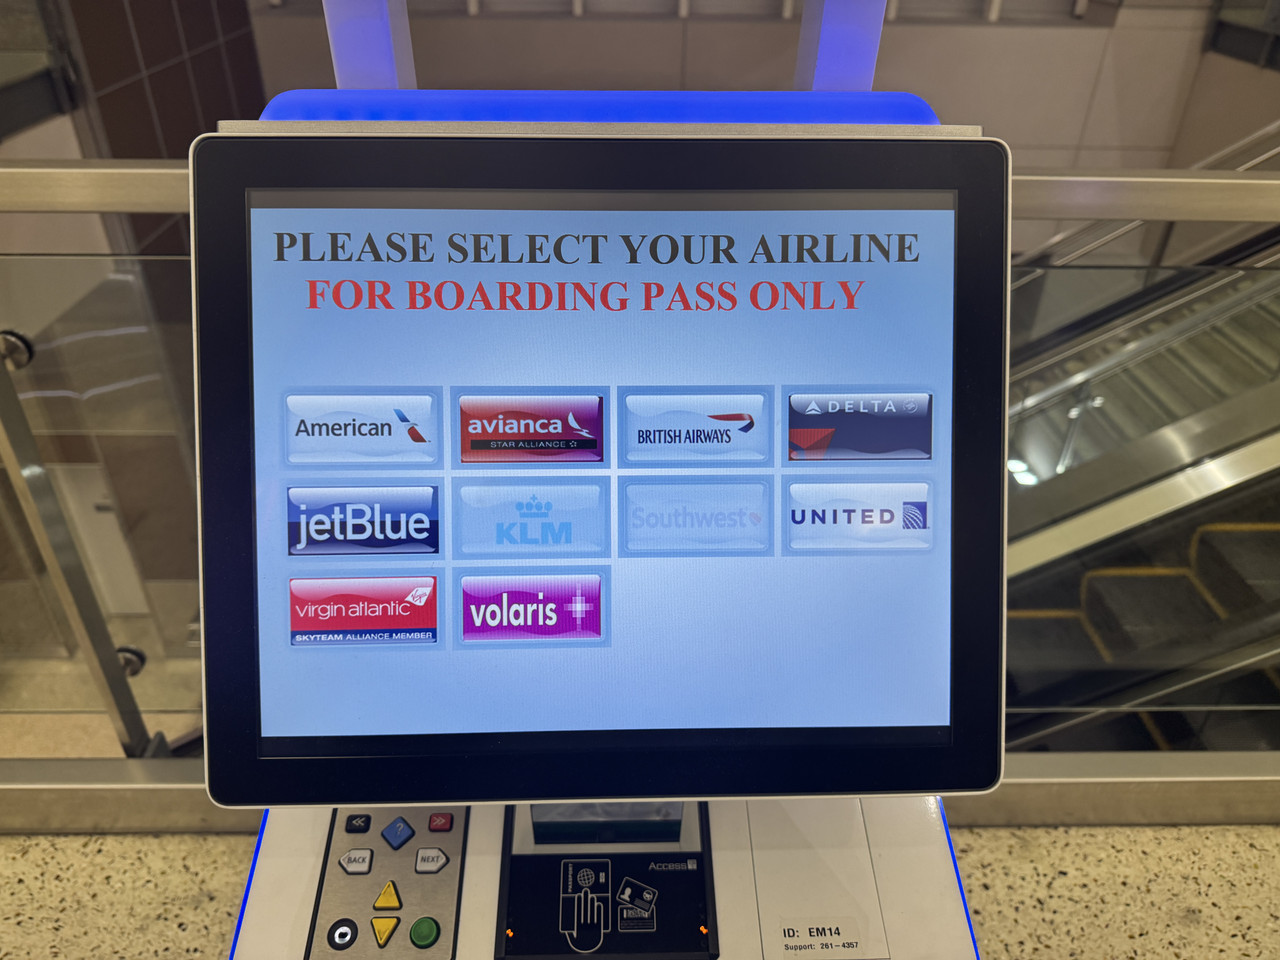 PLEASE SELECT YOUR AIRLINE
FOR BOARDING PASS ONLY
American
avianca
STAR ALLIANCE
BRITISH AIRWAYS
DELTA
jetBlue
KLM
Southwest
UNITED
virgin atlantic
SKYTEAM ALLIANCE MEMBER
volaris
<<
>>
?
BACK
NEXT
Access
PASSPORT
ID: EM14
Support: 261-4357